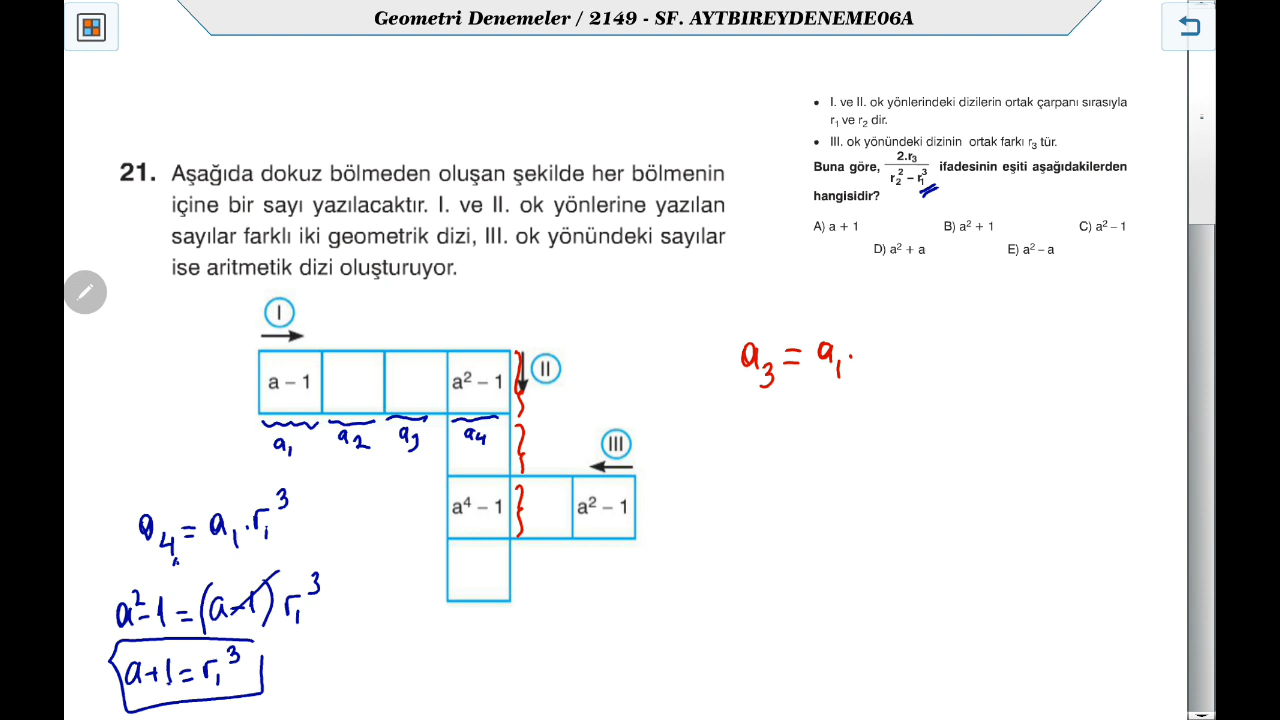 Geometri Denemeler / 2149 - SF. AYTBIREYDENEME06A
21. Aşağıda dokuz bölmeden oluşan şekilde her bölmenin
içine bir sayı yazılacaktır. I. ve II. ok yönlerine yazılan
sayılar farklı iki geometrik dizi, III. ok yönündeki sayılar
ise aritmetik dizi oluşturuyor.
• I. ve II. ok yönlerindeki dizilerin ortak çarpanı sırasıyla
r₁ ve r₂ dir.
• III. ok yönündeki dizinin ortak farkı r₃ tür.
Buna göre, 2.r₃ / r₂² – r₁³ ifadesinin eşiti aşağıdakilerden
hangisidir?
A) a + 1 B) a² + 1 C) a² – 1
D) a² + a E) a² – a
I
a – 1 a² – 1 II
a₁ a₂ a₃ a₄
III
a⁴ – 1 a² – 1
a₄ = a₁ . r₁³
a² - 1 = (a - 1) r₁³
a + 1 = r₁³
a₃ = a₁ .